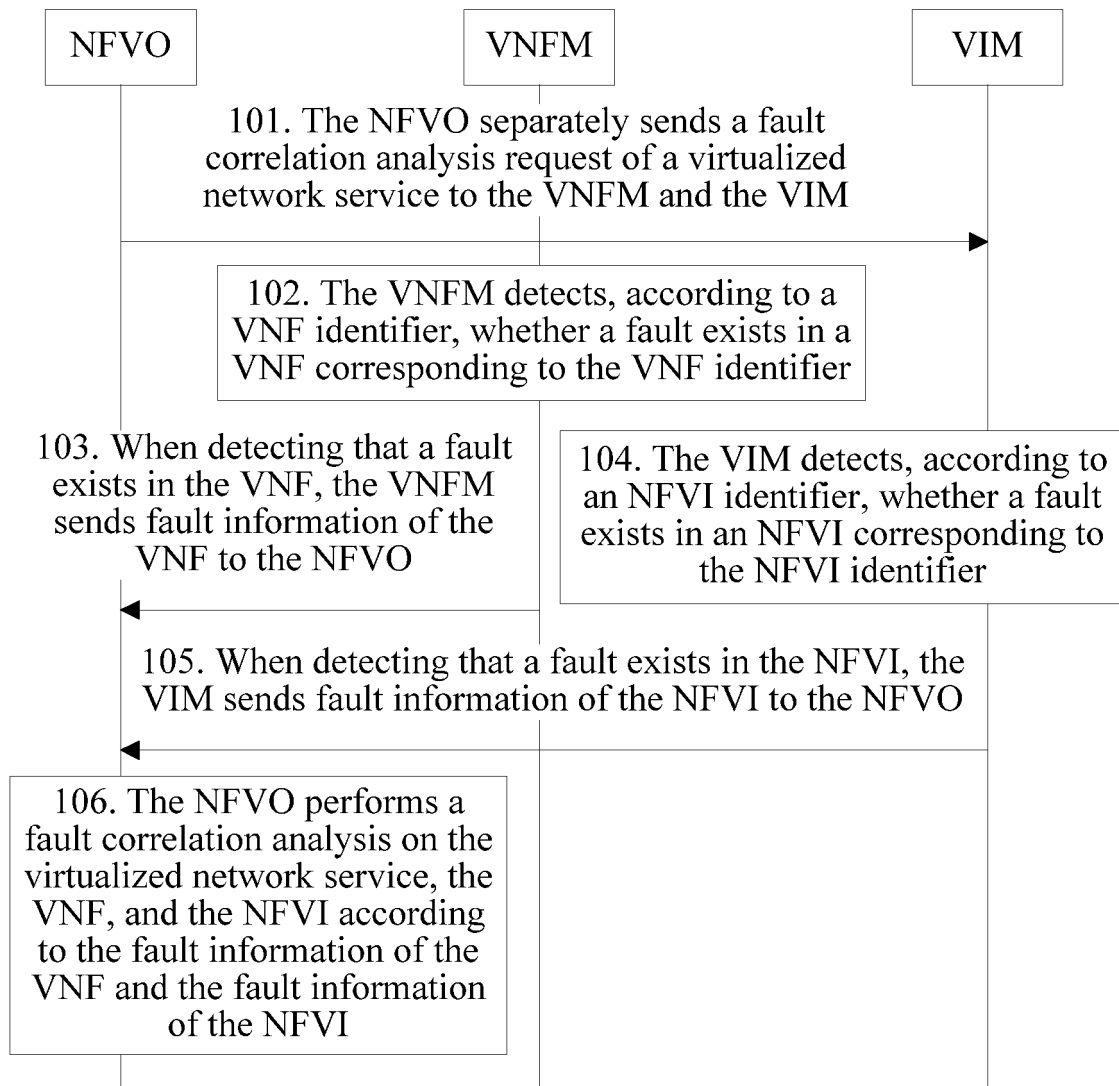 NFVO
VNFM
VIM
101. The NFVO separately sends a fault
correlation analysis request of a virtualized
network service to the VNFM and the VIM
102. The VNFM detects, according to a
VNF identifier, whether a fault exists in a
VNF corresponding to the VNF identifier
103. When detecting that a fault
exists in the VNF, the VNFM
sends fault information of the
VNF to the NFVO
104. The VIM detects, according to
an NFVI identifier, whether a fault
exists in an NFVI corresponding to
the NFVI identifier
105. When detecting that a fault exists in the NFVI, the
VIM sends fault information of the NFVI to the NFVO
106. The NFVO performs a
fault correlation analysis on the
virtualized network service, the
VNF, and the NFVI according
to the fault information of the
VNF and the fault information
of the NFVI